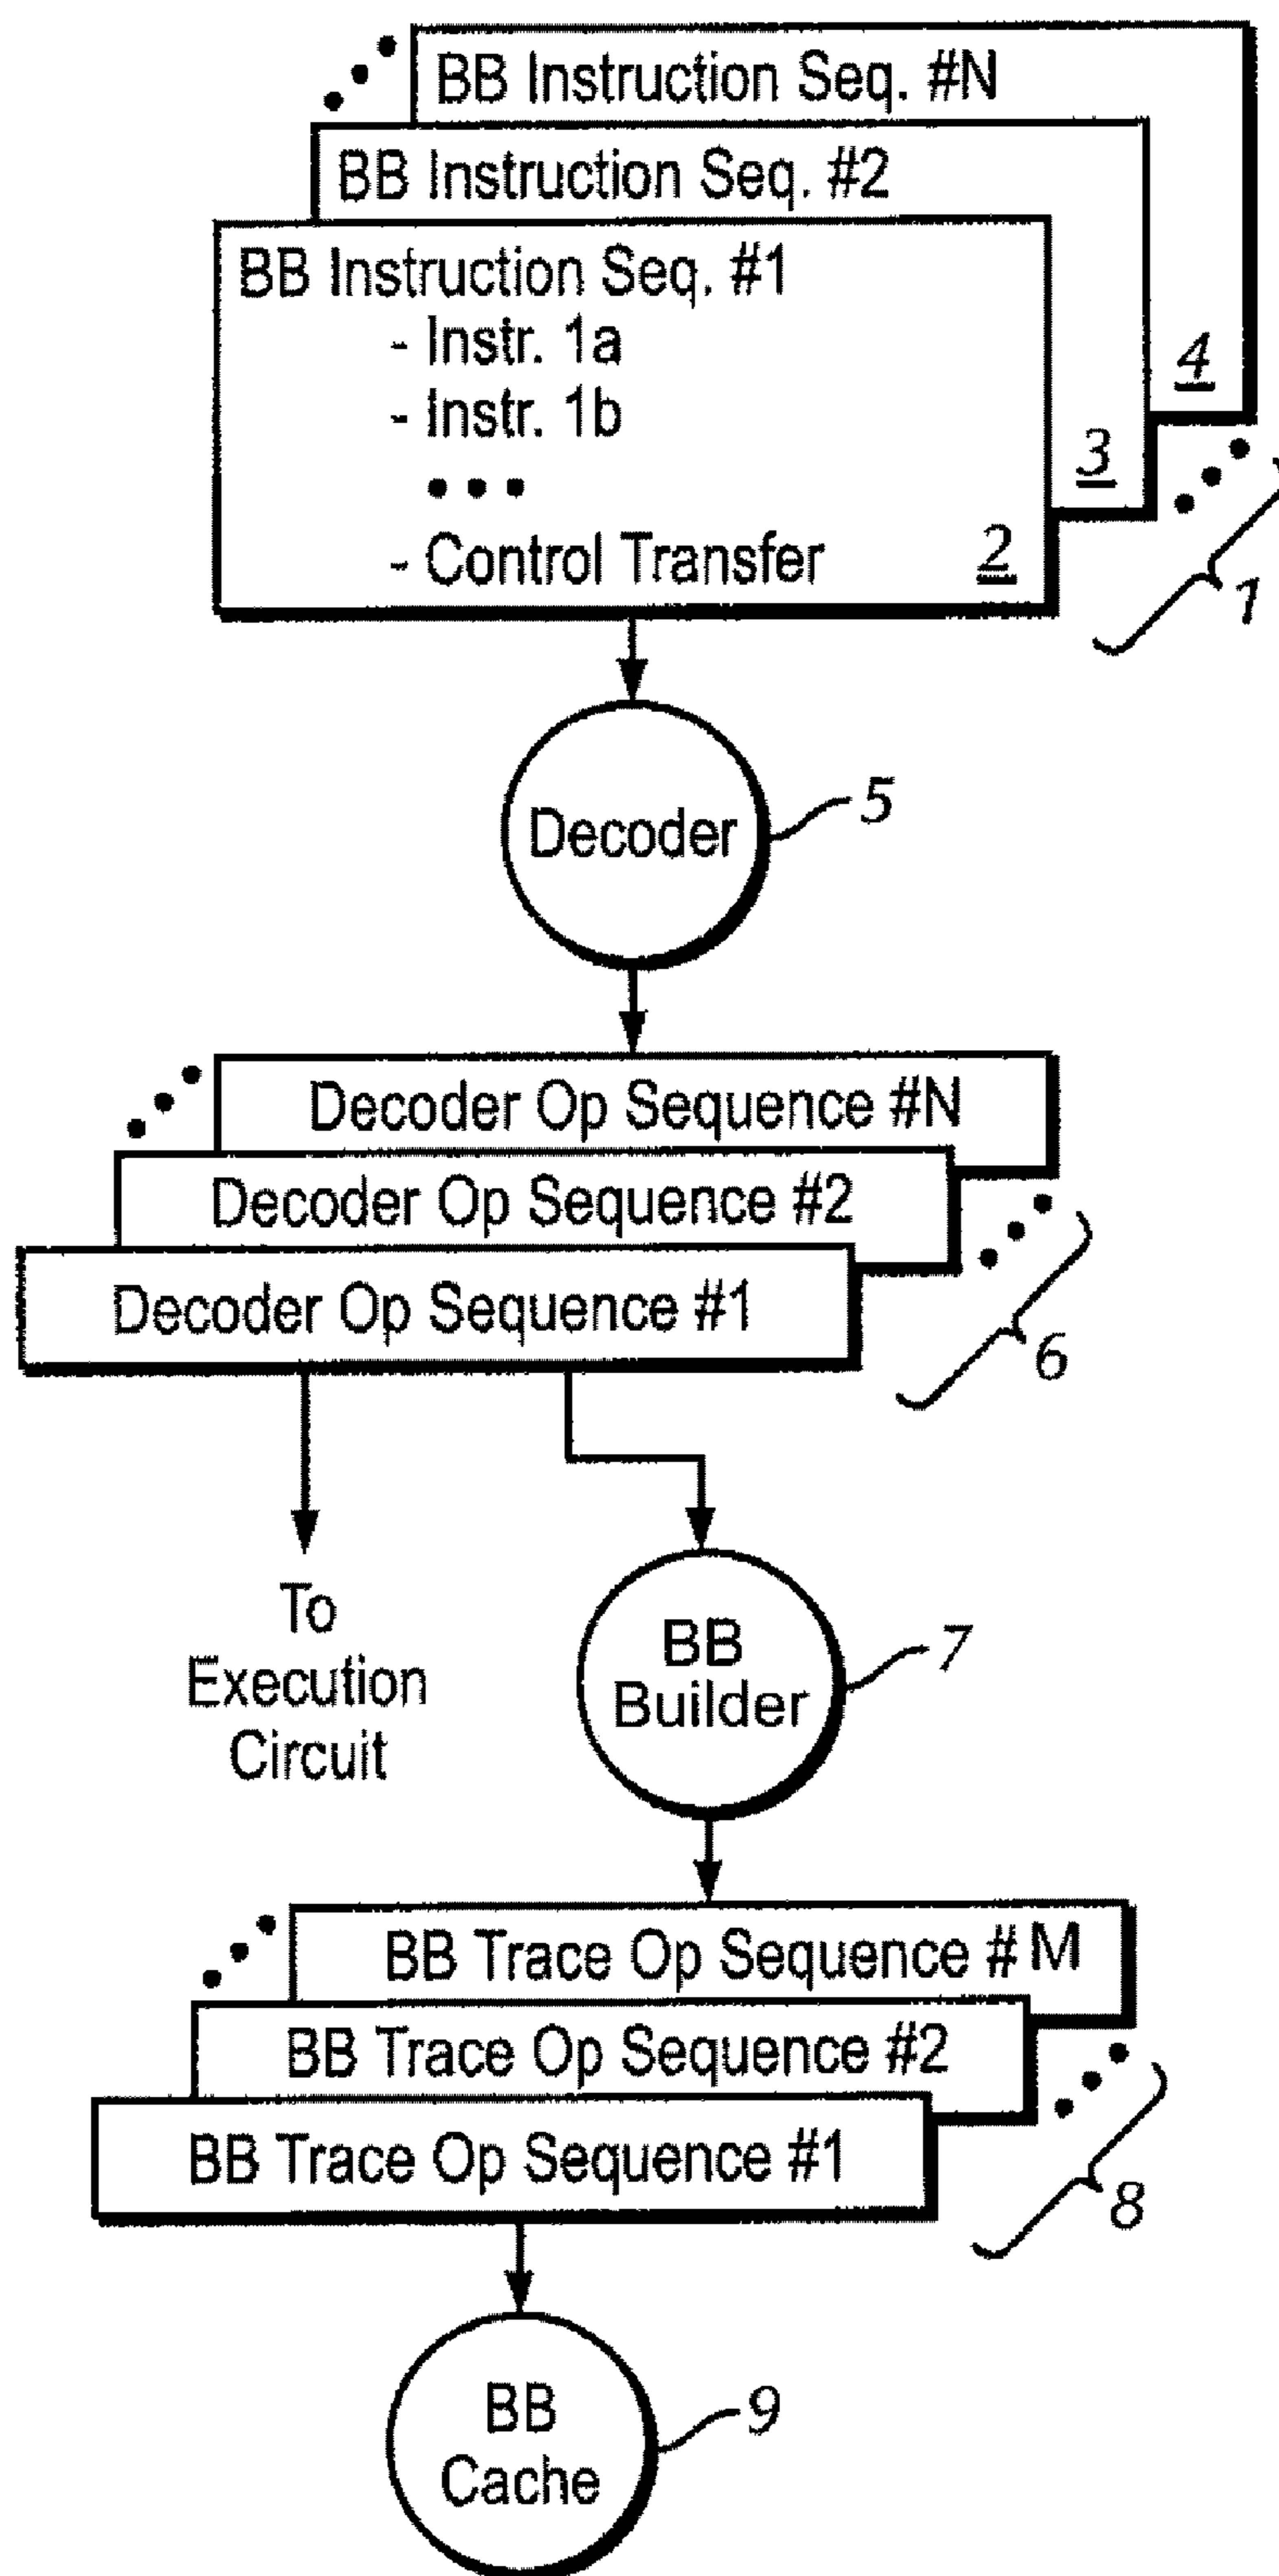 BB Instruction Seq. #N
BB Instruction Seq. #2
BB Instruction Seq. #1
- Instr. 1a
- Instr. 1b
• • •
- Control Transfer
2
3
4
1
Decoder
5
Decoder Op Sequence #N
Decoder Op Sequence #2
Decoder Op Sequence #1
6
To
Execution
Circuit
BB
Builder
7
BB Trace Op Sequence # M
BB Trace Op Sequence #2
BB Trace Op Sequence #1
8
BB
Cache
9